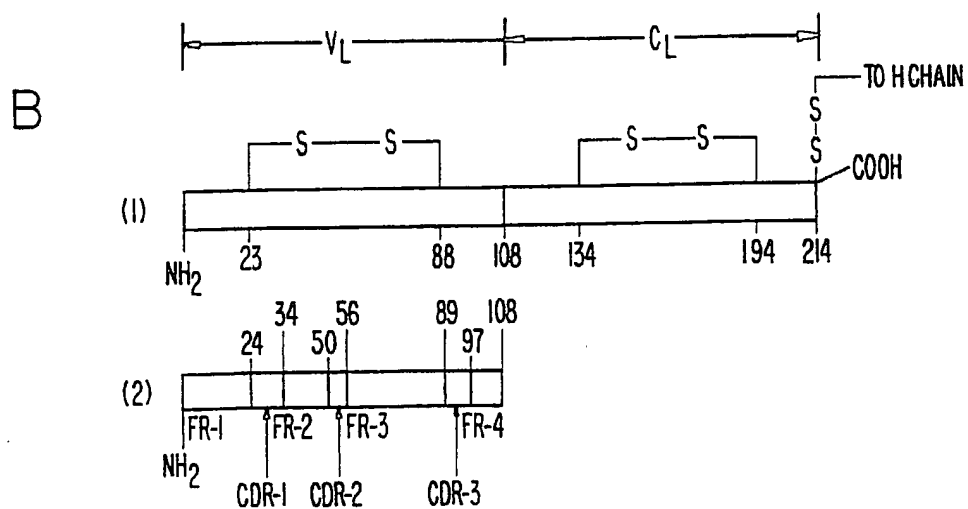 V_L C_L
TO H CHAIN
B
S S S S S
S
COOH
(1)
23 88 108 134 194 214
NH₂
24 34 50 56 89 97 108
(2)
FR-1 FR-2 FR-3 FR-4
NH₂
CDR-1 CDR-2 CDR-3